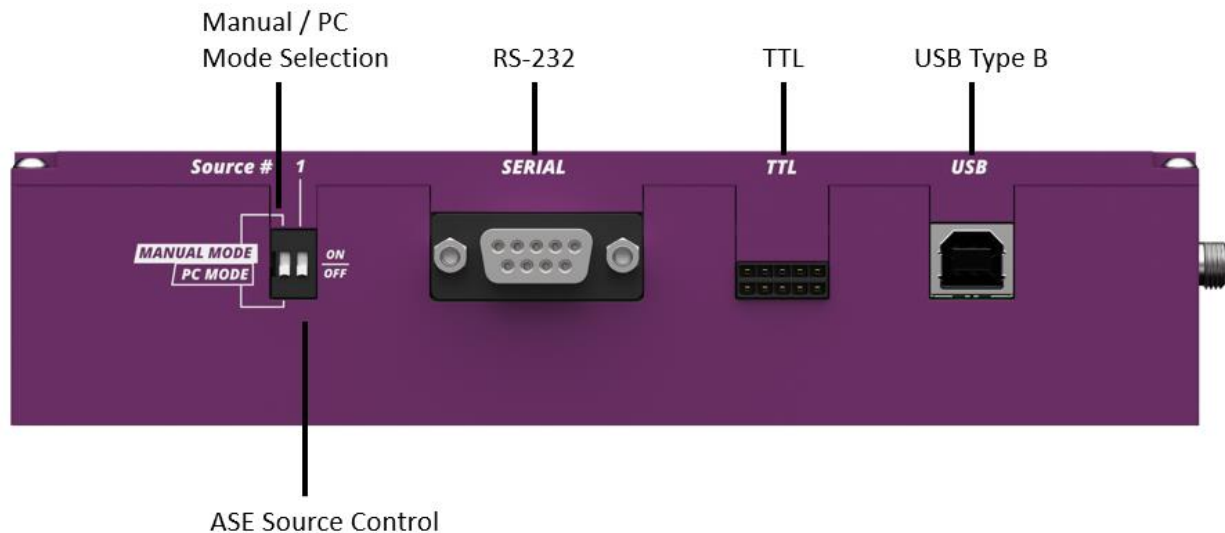 Manual / PC
Mode Selection
RS-232
TTL
USB Type B
Source # 1
SERIAL
TTL
USB
MANUAL MODE
PC MODE
ON
OFF
ASE Source Control